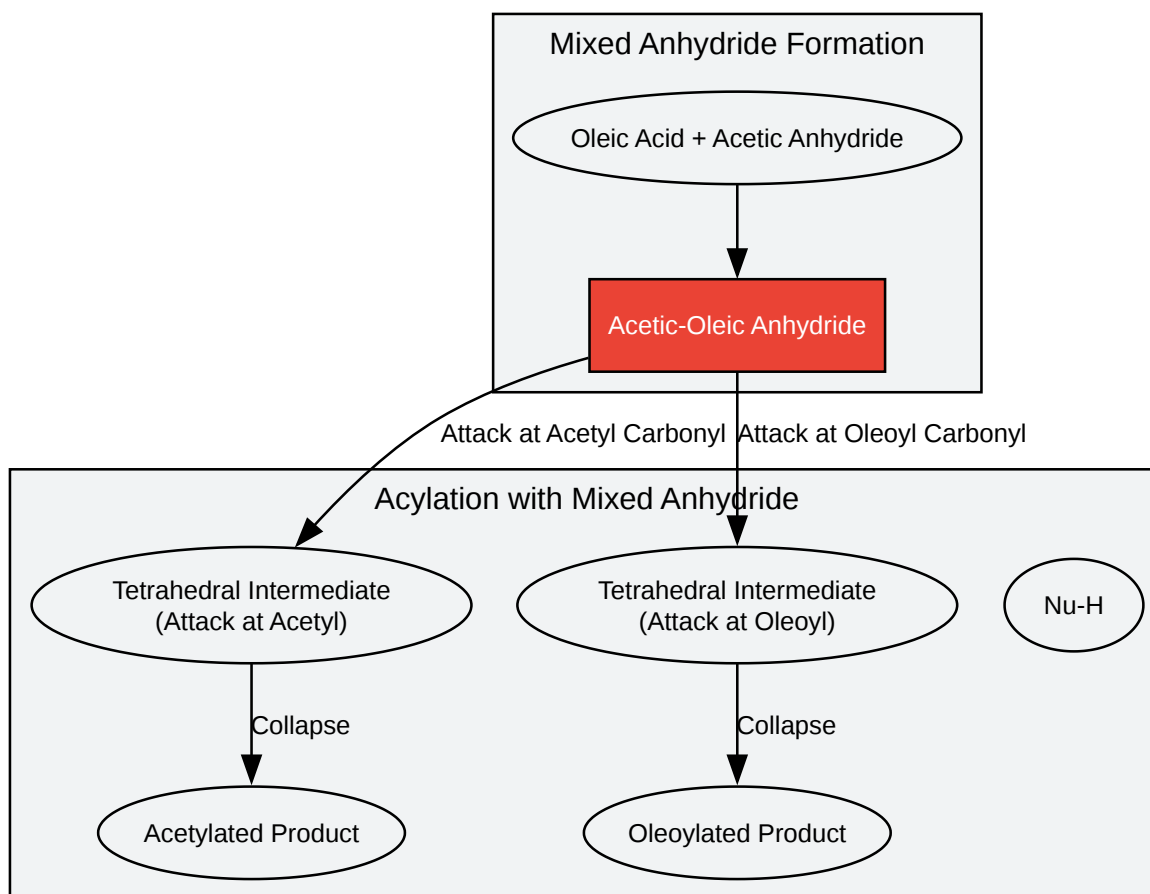 Mixed Anhydride Formation
Oleic Acid + Acetic Anhydride
Acetic-Oleic Anhydride
Attack at Acetyl Carbonyl
Attack at Oleoyl Carbonyl
Acylation with Mixed Anhydride
Tetrahedral Intermediate
(Attack at Acetyl)
Tetrahedral Intermediate
(Attack at Oleoyl)
Nu-H
Collapse
Collapse
Acetylated Product
Oleoylated Product